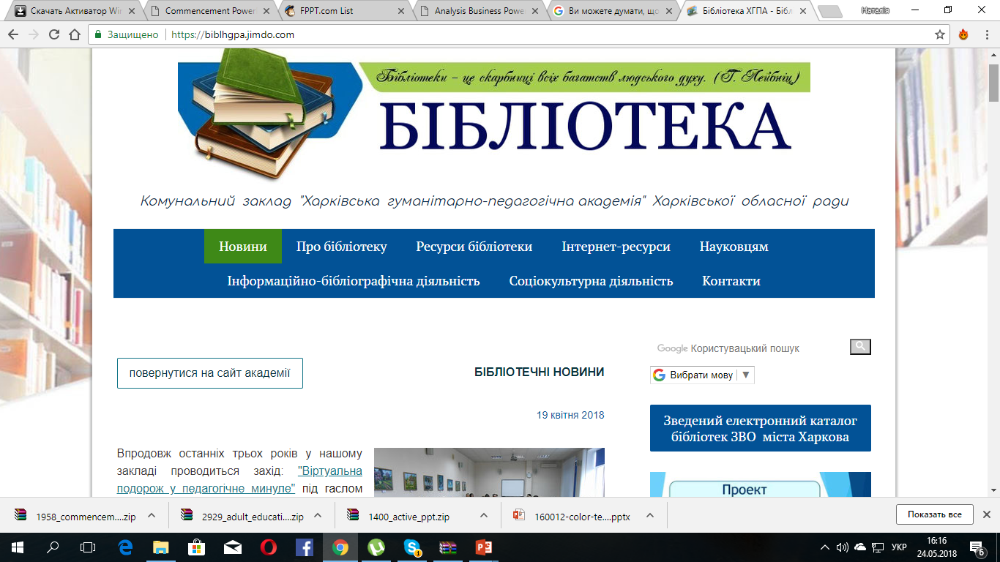 Скачать Активатор Win
Commencement Power
FPPT.com List
Analysis Business Powe
Ви можете думати, що
Бібліотека ХГПА - Бібл
Наталія
Защищено
https://biblhgpa.jimdo.com
Бібліотеки – це скарбниці всіх багатств людського духу. (Г. Лейбніц)
БІБЛІОТЕКА
Комунальний заклад "Харківська гуманітарно-педагогічна академія" Харківської обласної ради
Новини Про бібліотеку Ресурси бібліотеки Інтернет-ресурси Науковцям
Інформаційно-бібліографічна діяльність Соціокультурна діяльність Контакти
Google Користувацький пошук
повернутися на сайт академії
БІБЛІОТЕЧНІ НОВИНИ
Вибрати мову ▼
19 квітня 2018
Зведений електронний каталог
бібліотек ЗВО міста Харкова
Впродовж останніх трьох років у нашому
закладі проводиться захід: "Віртуальна
подорож у педагогічне минуле" під гаслом
Проект
1958_commencem....zip
2929_adult_educati....zip
1400_active_ppt.zip
160012-color-te....pptx
Показать все
УКР
16:16
24.05.2018
6
1